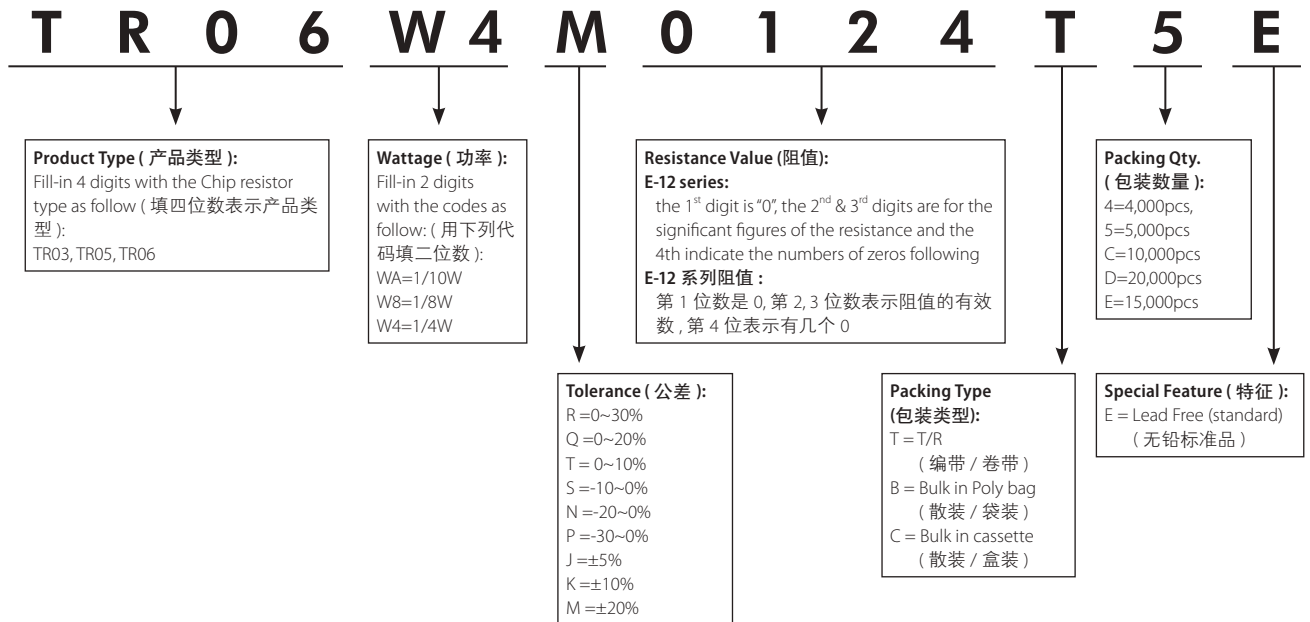 T R 0 6 W 4 M 0 1 2 4 T 5 E
Product Type ( 产品类型 ):
Fill-in 4 digits with the Chip resistor
type as follow ( 填四位数表示产品类
型 ):
TR03, TR05, TR06
Wattage ( 功率 ):
Fill-in 2 digits
with the codes as
follow: ( 用下列代
码填二位数 ):
WA=1/10W
W8=1/8W
W4=1/4W
Resistance Value (阻值):
E-12 series:
the 1st digit is “0”, the 2nd & 3rd digits are for the
significant figures of the resistance and the
4th indicate the numbers of zeros following
E-12 系列阻值 :
第 1 位数是 0, 第 2, 3 位数表示阻值的有效
数 , 第 4 位表示有几个 0
Packing Qty.
( 包装数量 ):
4=4,000pcs,
5=5,000pcs
C=10,000pcs
D=20,000pcs
E=15,000pcs
Tolerance ( 公差 ):
R =0~30%
Q =0~20%
T = 0~10%
S =-10~0%
N =-20~0%
P =-30~0%
J =±5%
K =±10%
M =±20%
Packing Type
(包装类型):
T = T/R
( 编带 / 卷带 )
B = Bulk in Poly bag
( 散装 / 袋装 )
C = Bulk in cassette
( 散装 / 盒装 )
Special Feature ( 特征 ):
E = Lead Free (standard)
( 无铅标准品 )